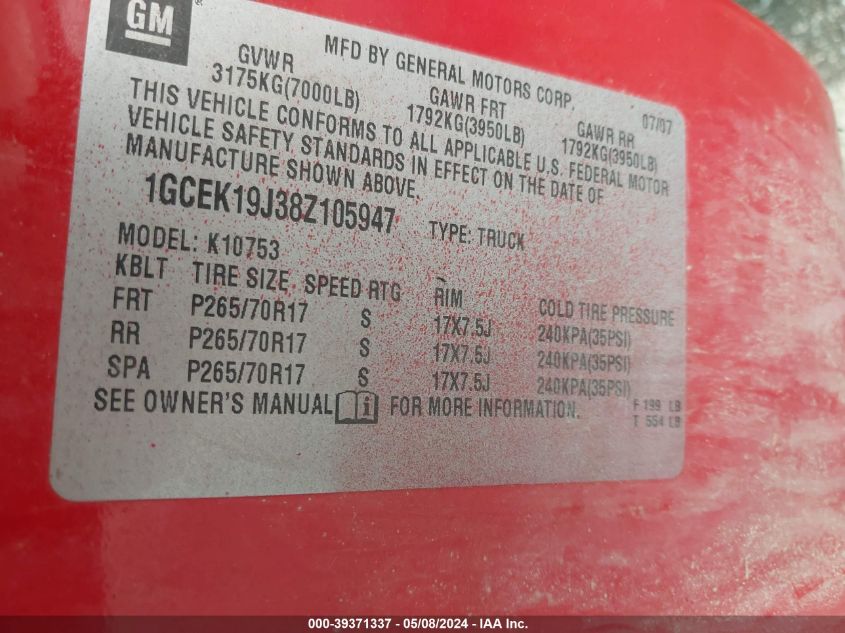 GM
MFD BY GENERAL MOTORS CORP. 07/07
GVWR GAWR FRT GAWR RR
3175KG(7000LB) 1792KG(3950LB) 1792KG(3950LB)
THIS VEHICLE CONFORMS TO ALL APPLICABLE U.S. FEDERAL MOTOR
VEHICLE SAFETY STANDARDS IN EFFECT ON THE DATE OF
MANUFACTURE SHOWN ABOVE.
1GCEK19J38Z105947 TYPE: TRUCK
MODEL: K10753
KBLT TIRE SIZE SPEED RTG RIM COLD TIRE PRESSURE
FRT P265/70R17 S 17X7.5J 240KPA(35PSI)
RR P265/70R17 S 17X7.5J 240KPA(35PSI)
SPA P265/70R17 S 17X7.5J 240KPA(35PSI)
SEE OWNER'S MANUAL i FOR MORE INFORMATION.
F 199 LB
T 554 LB
000-39371337 - 05/08/2024 - IAA Inc.